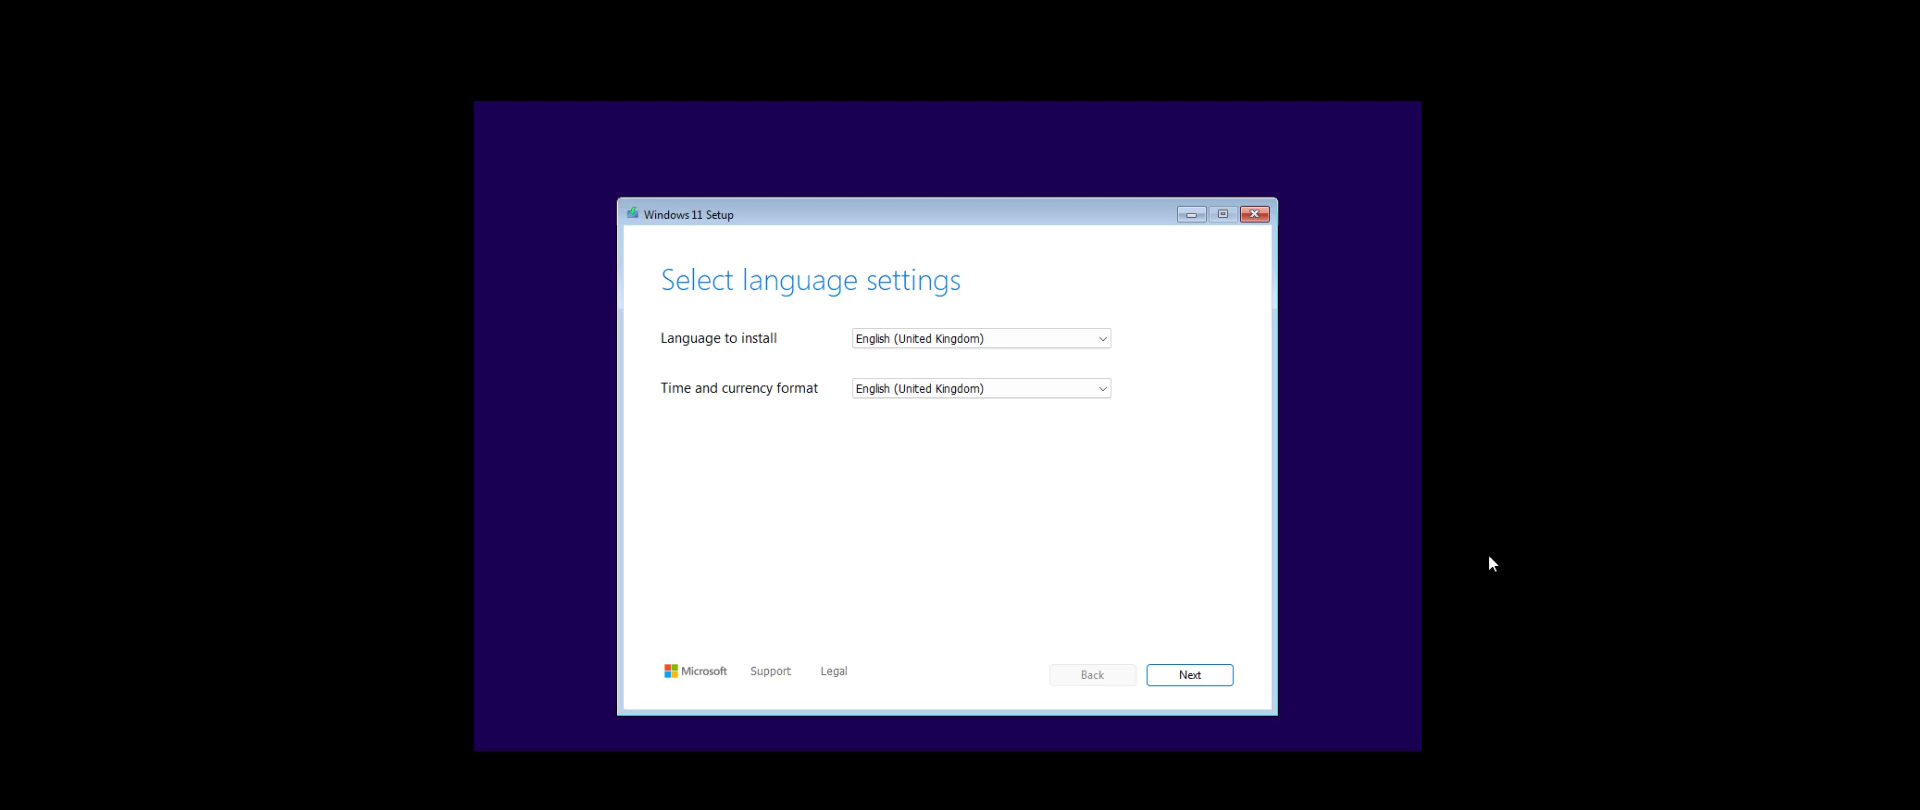 Windows 11 Setup
Select language settings
Language to install
English (United Kingdom)
Time and currency format
English (United Kingdom)
Microsoft
Support
Legal
Back
Next